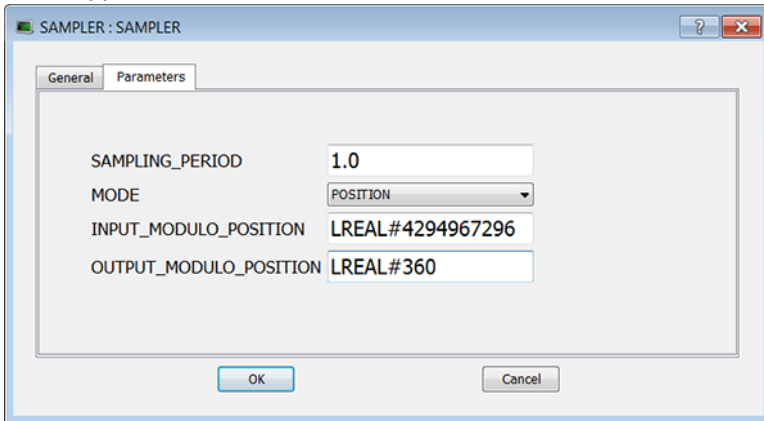 SAMPLER : SAMPLER
?
General Parameters
SAMPLING_PERIOD 1.0
MODE POSITION
INPUT_MODULO_POSITION LREAL#4294967296
OUTPUT_MODULO_POSITION LREAL#360
OK Cancel